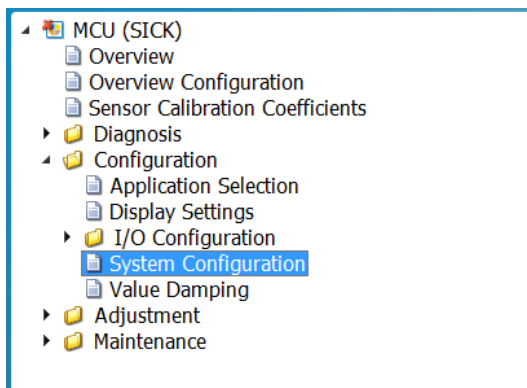 MCU (SICK)
Overview
Overview Configuration
Sensor Calibration Coefficients
Diagnosis
Configuration
Application Selection
Display Settings
I/O Configuration
System Configuration
Value Damping
Adjustment
Maintenance